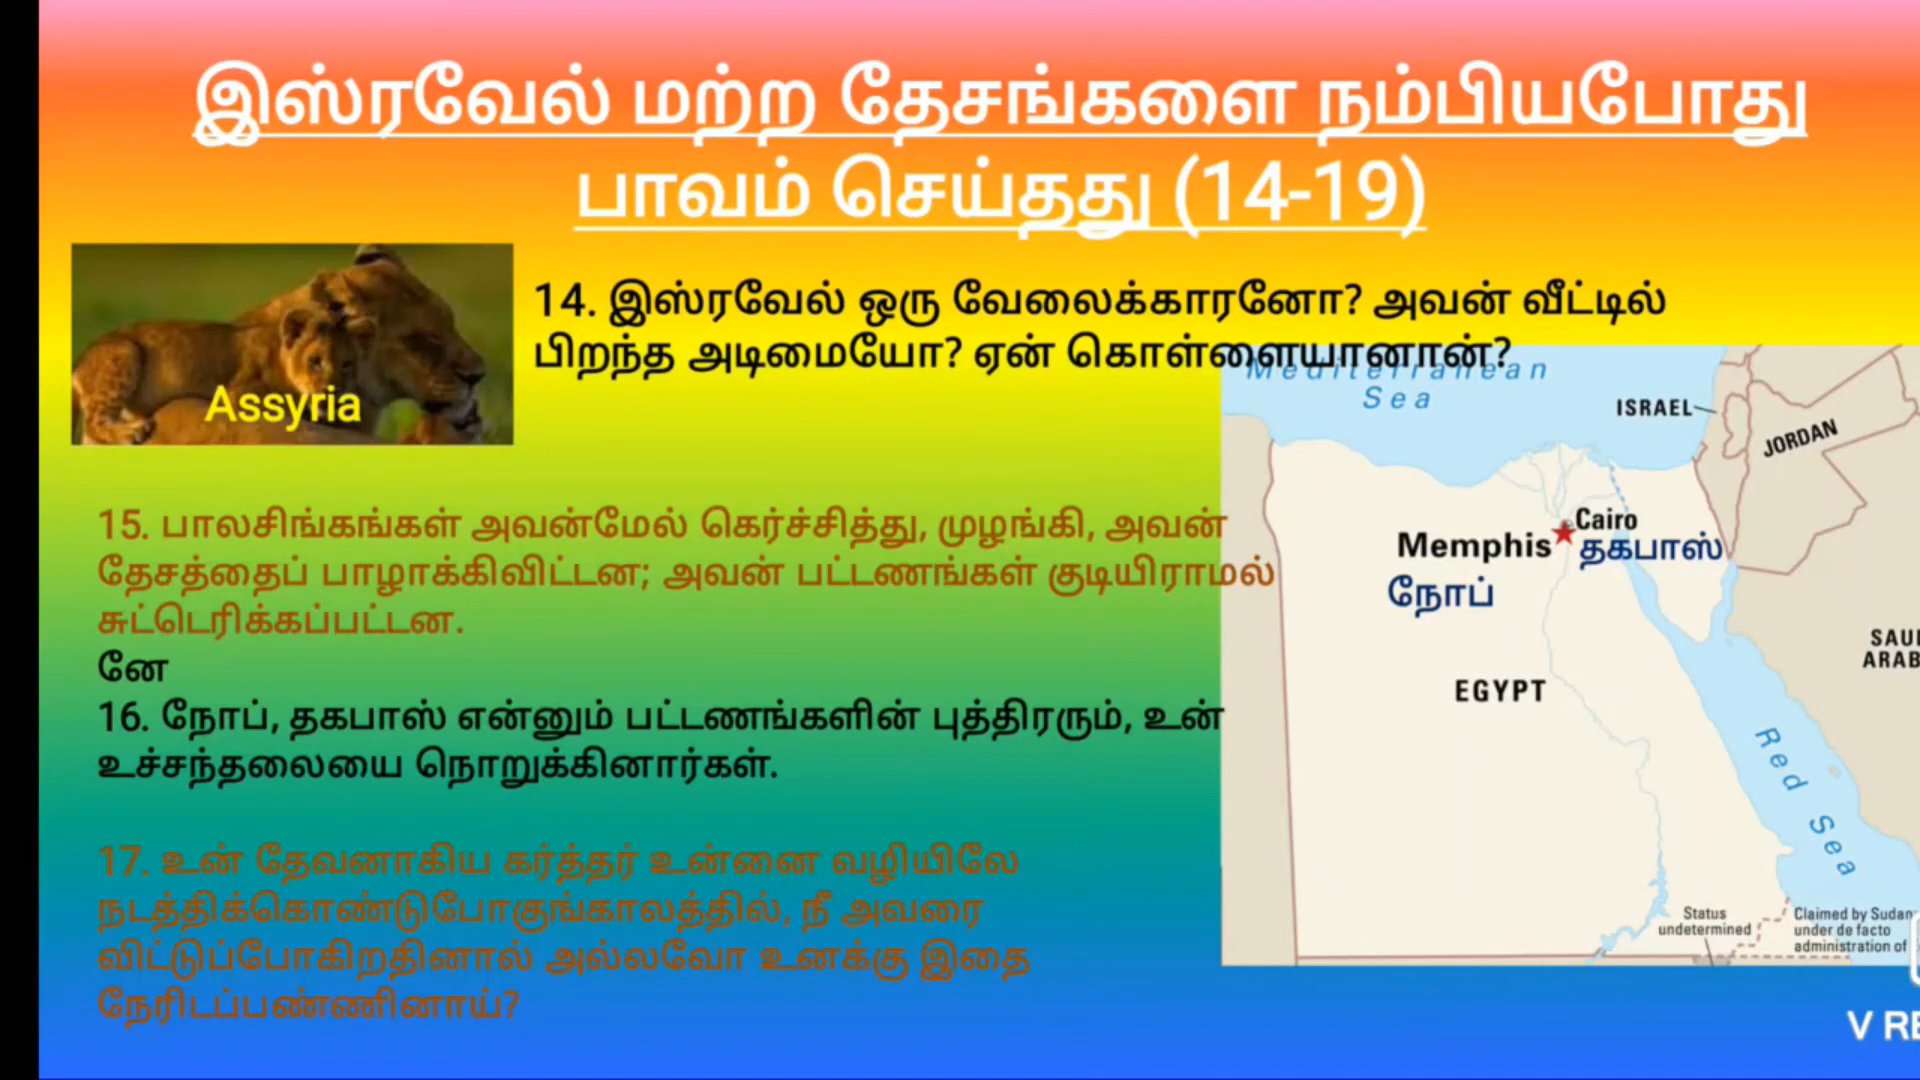 இஸ்ரவேல் மற்ற தேசங்களை நம்பியபோது
பாவம் செய்தது (14-19)
Assyria
14. இஸ்ரவேல் ஒரு வேலைக்காரனோ? அவன் வீட்டில்
பிறந்த அடிமையோ? ஏன் கொள்ளையானான்?
15. பாலசிங்கங்கள் அவன்மேல் கெர்ச்சித்து, முழங்கி, அவன்
தேசத்தைப் பாழாக்கிவிட்டன; அவன் பட்டணங்கள் குடியிராமல்
சுட்டெரிக்கப்பட்டன.
னே
16. நோப், தகபாஸ் என்னும் பட்டணங்களின் புத்திரரும், உன்
உச்சந்தலையை நொறுக்கினார்கள்.
17. உன் தேவனாகிய கர்த்தர் உன்னை வழியிலே
நடத்திக்கொண்டுபோகுங்காலத்தில், நீ அவரை
விட்டுப்போகிறதினால் அல்லவோ உனக்கு இதை
நேரிடப்பண்ணினாய்?
Mediterranean
Sea
ISRAEL
JORDAN
Cairo
Memphis
தகபாஸ்
நோப்
SAU
ARAB
EGYPT
Red Sea
Status
undetermined
Claimed by Sudan
under de facto
administration of
V RE